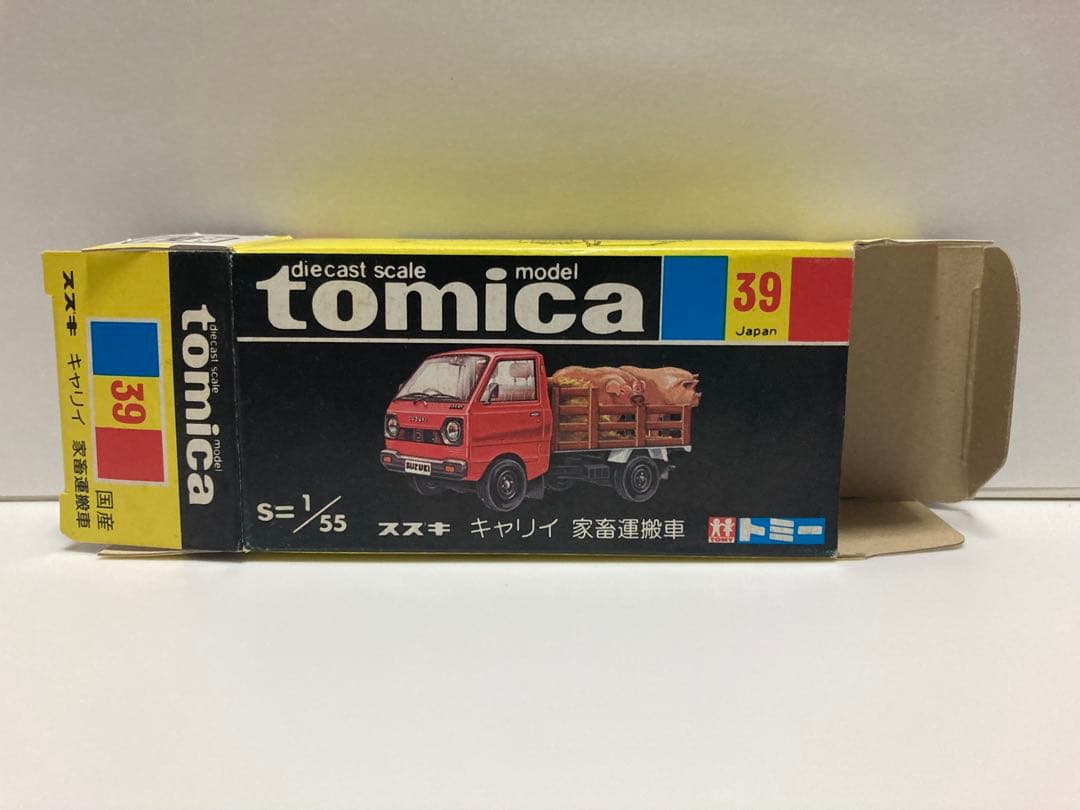 diecast scale model
tomica
39
Japan
SUZUKI
S=1/55
スズキ キャリイ 家畜運搬車
TOMY
トミー
diecast scale model
tomica
39
スズキ キャリイ 家畜運搬車
国産